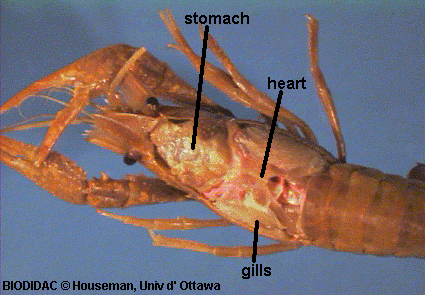 stomach
heart
gills
BIODIDAC © Houseman, Univ d' Ottawa